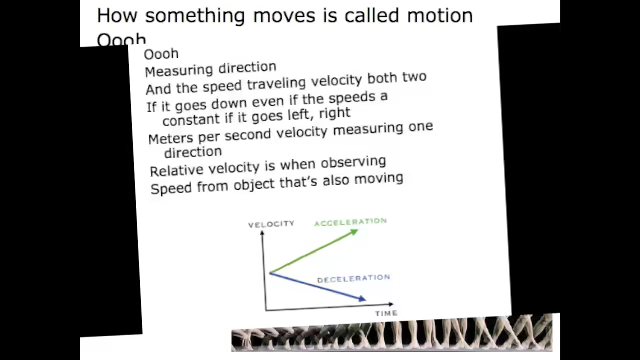 How something moves is called motion
Oooh
Oooh
Measuring direction
And the speed traveling velocity both two
If it goes down even if the speeds a
constant if it goes left, right
Meters per second velocity measuring one
direction
Relative velocity is when observing
Speed from object that's also moving
VELOCITY ACCELERATION
DECELERATION
TIME